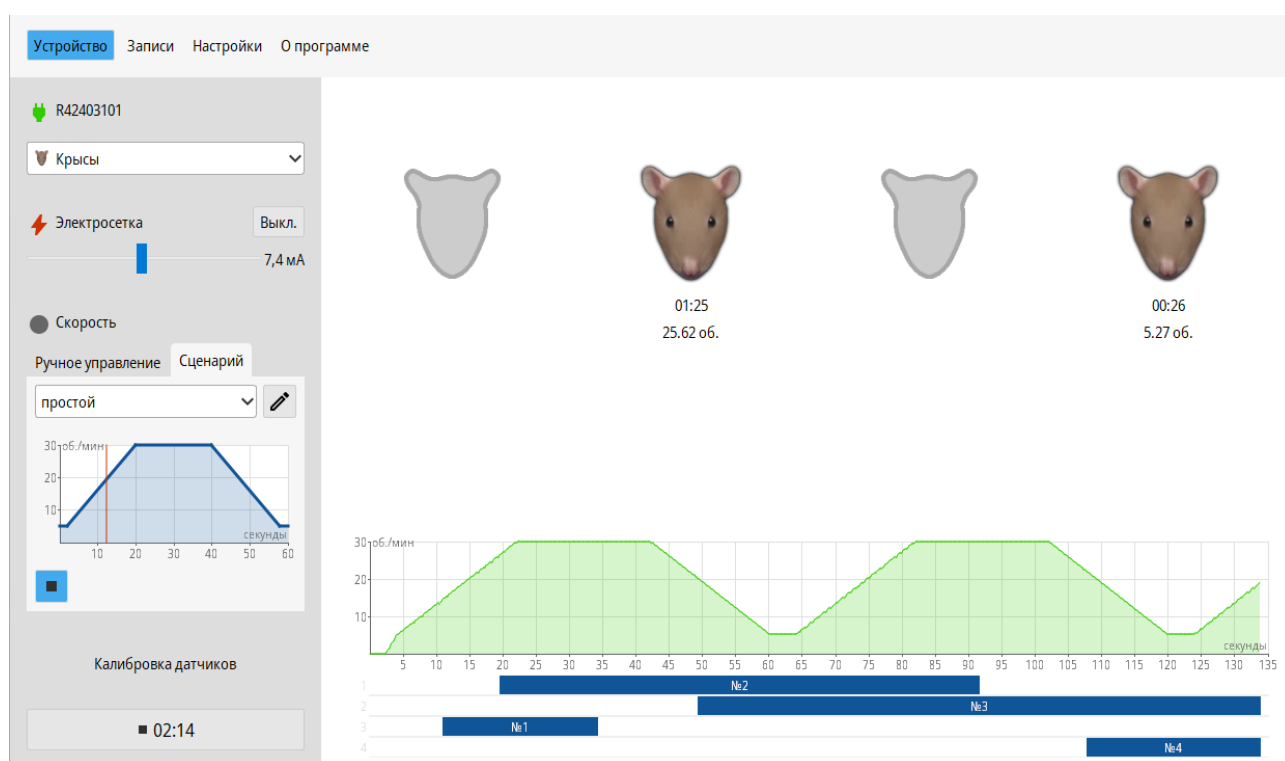 Устройство Записи Настройки О программе
R42403101
Крысы
Электросетка Выкл.
7,4 мА
Скорость
Ручное управление Сценарий
простой
30 об./мин
20
10
секунды
10 20 30 40 50 60
Калибровка датчиков
02:14
01:25
25.62 об.
00:26
5.27 об.
30 об./мин
20
10
секунды
5 10 15 20 25 30 35 40 45 50 55 60 65 70 75 80 85 90 95 100 105 110 115 120 125 130 135
1 №2
2 №3
3 №1
4 №4